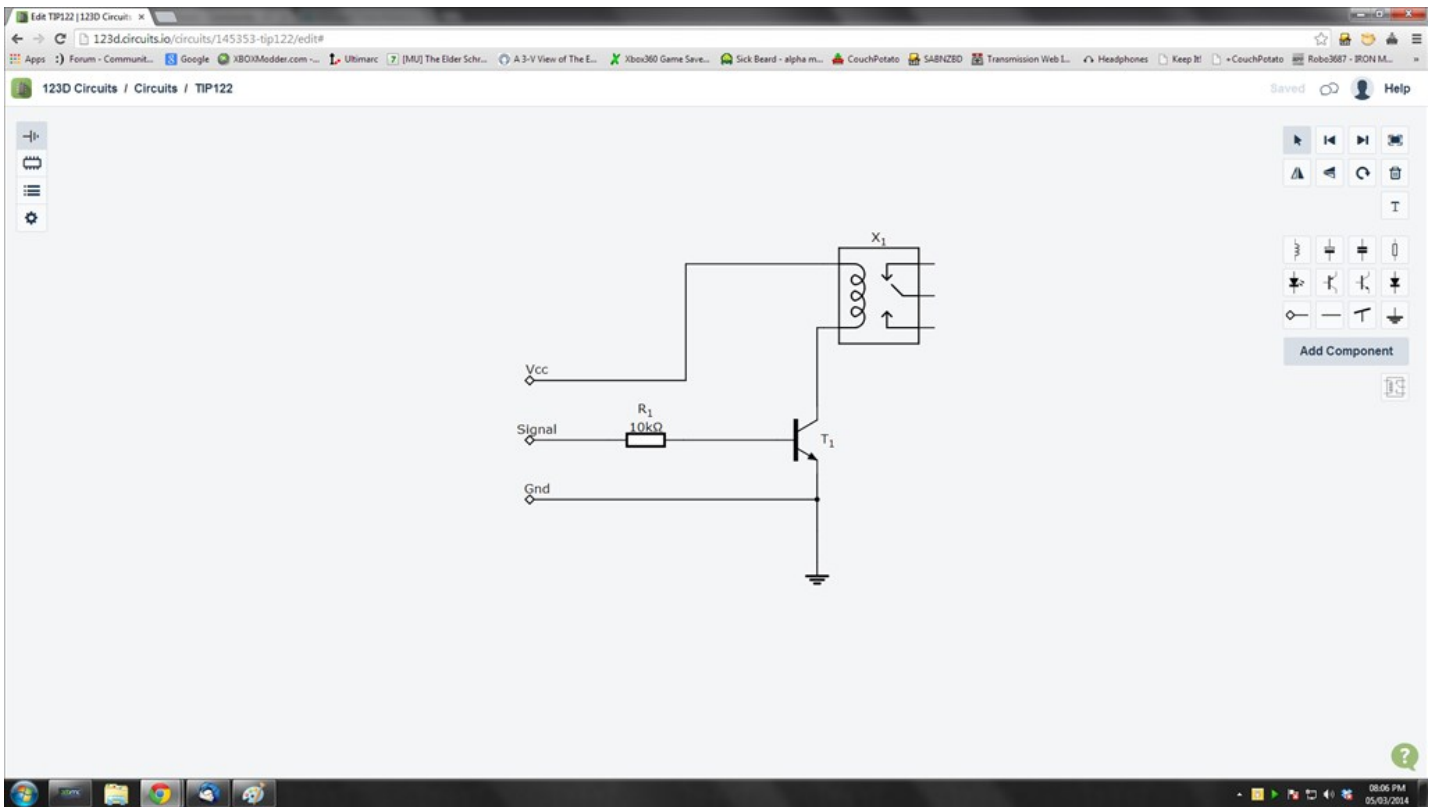 Edit TIP122 | 123D Circuits
123d.circuits.io/circuits/145353-tip122/edit#
Apps :) Forum - Communit... Google XBOXModder.com -... Ultimarc [MU] The Elder Schr... A 3-V View of The E... Xbox360 Game Save... Sick Beard - alpha m... CouchPotato SABNZBD Transmission Web I... Headphones Keep It! +CouchPotato Robo3687 - IRON M... »
123D Circuits / Circuits / TIP122
Saved Help
T
X1
Add Component
Vcc
R1
10kΩ
Signal
T1
Gnd
?
08:06 PM
05/03/2014